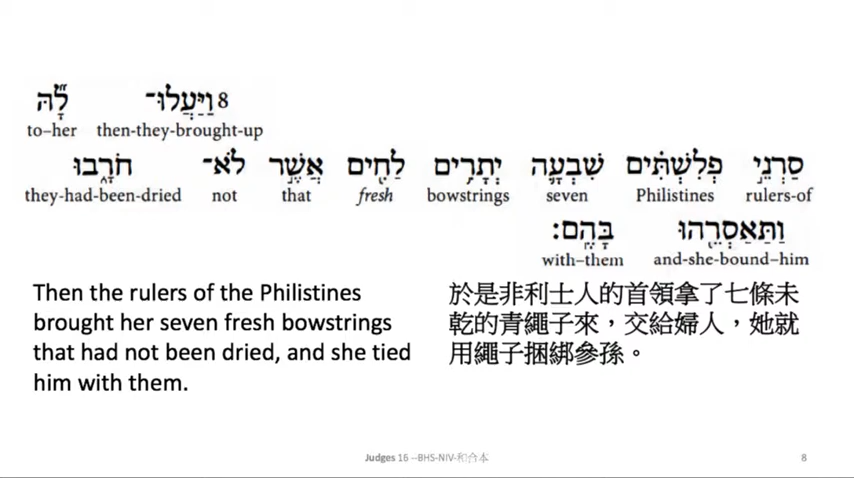 8 וַיַּעֲלוּ־ לָ֞הּ
then-they-brought-up to–her
סַרְנֵ֣י פְלִשְׁתִּ֗ים שִׁבְעָ֛ה יְתָרִ֥ים לַחִ֖ים אֲשֶׁ֣ר לֹא־ חֹרָ֑בוּ
rulers-of Philistines seven bowstrings fresh that not they-had-been-dried
וַתַּאַסְרֵ֖הוּ בָּהֶֽם׃
and-she-bound–him with–them
Then the rulers of the Philistines
brought her seven fresh bowstrings
that had not been dried, and she tied
him with them.
於是非利士人的首領拿了七條未
乾的青繩子來，交給婦人，她就
用繩子捆綁參孫。
Judges 16 --BHS-NIV-和合本
8